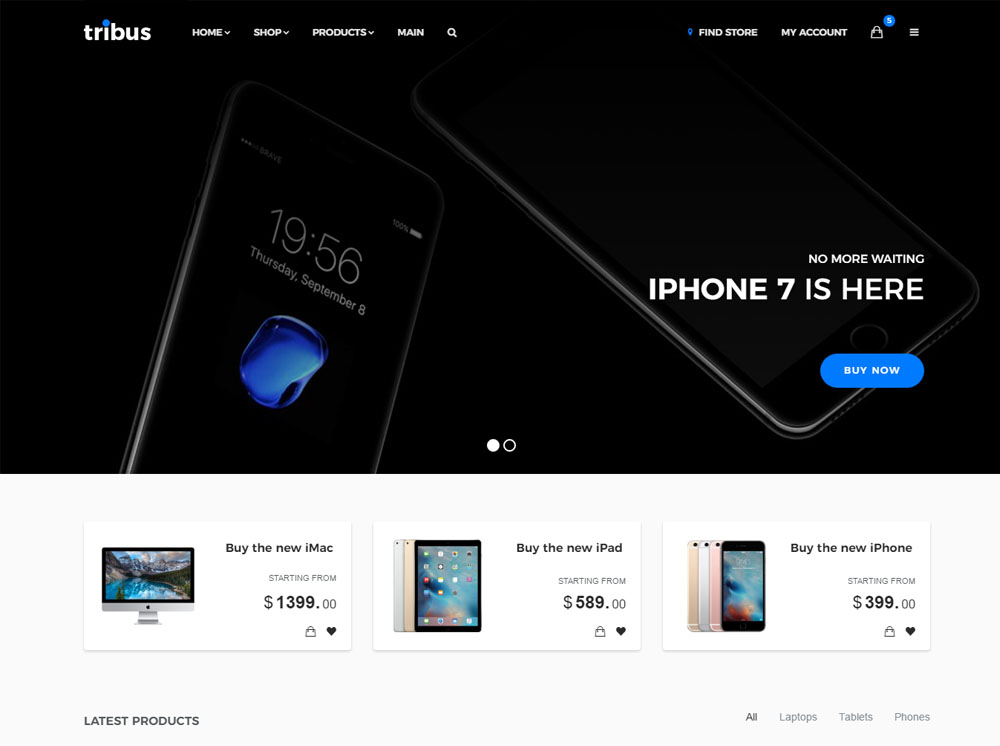 tribus HOME SHOP PRODUCTS MAIN FIND STORE MY ACCOUNT 5
BRAVE
100%
19:56
Thursday, September 8
NO MORE WAITING
IPHONE 7 IS HERE
BUY NOW
Buy the new iMac
STARTING FROM
$ 1399. 00
Buy the new iPad
STARTING FROM
$ 589. 00
Buy the new iPhone
STARTING FROM
$ 399. 00
LATEST PRODUCTS
All Laptops Tablets Phones